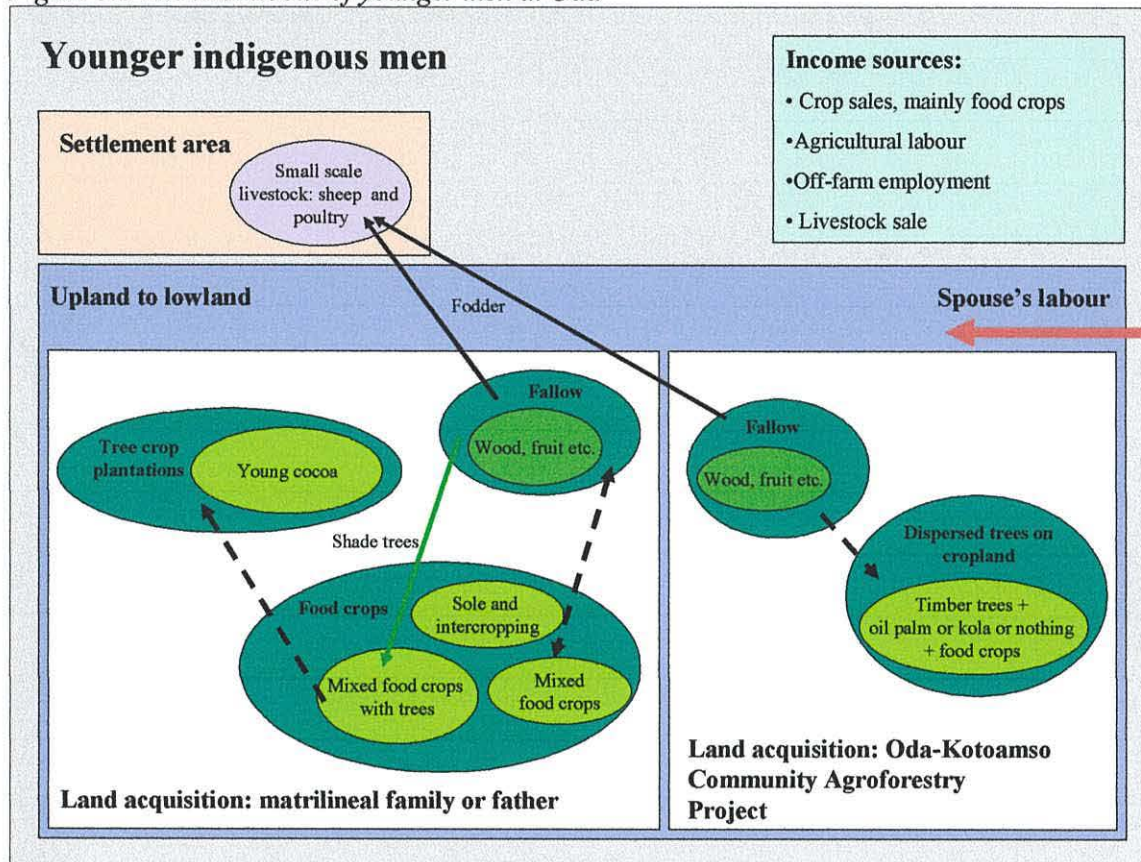 Younger indigenous men
Income sources:
• Crop sales, mainly food crops
•Agricultural labour
•Off-farm employment
• Livestock sale
Settlement area
Small scale
livestock: sheep and
poultry
Upland to lowland
Fodder
Spouse's labour
Fallow
Wood, fruit etc.
Tree crop
plantations
Young cocoa
Shade trees
Food crops
Sole and
intercropping
Mixed food crops
with trees
Mixed
food crops
Land acquisition: matrilineal family or father
Fallow
Wood, fruit etc.
Dispersed trees on
cropland
Timber trees +
oil palm or kola or nothing
+ food crops
Land acquisition: Oda-Kotoamso
Community Agroforestry
Project